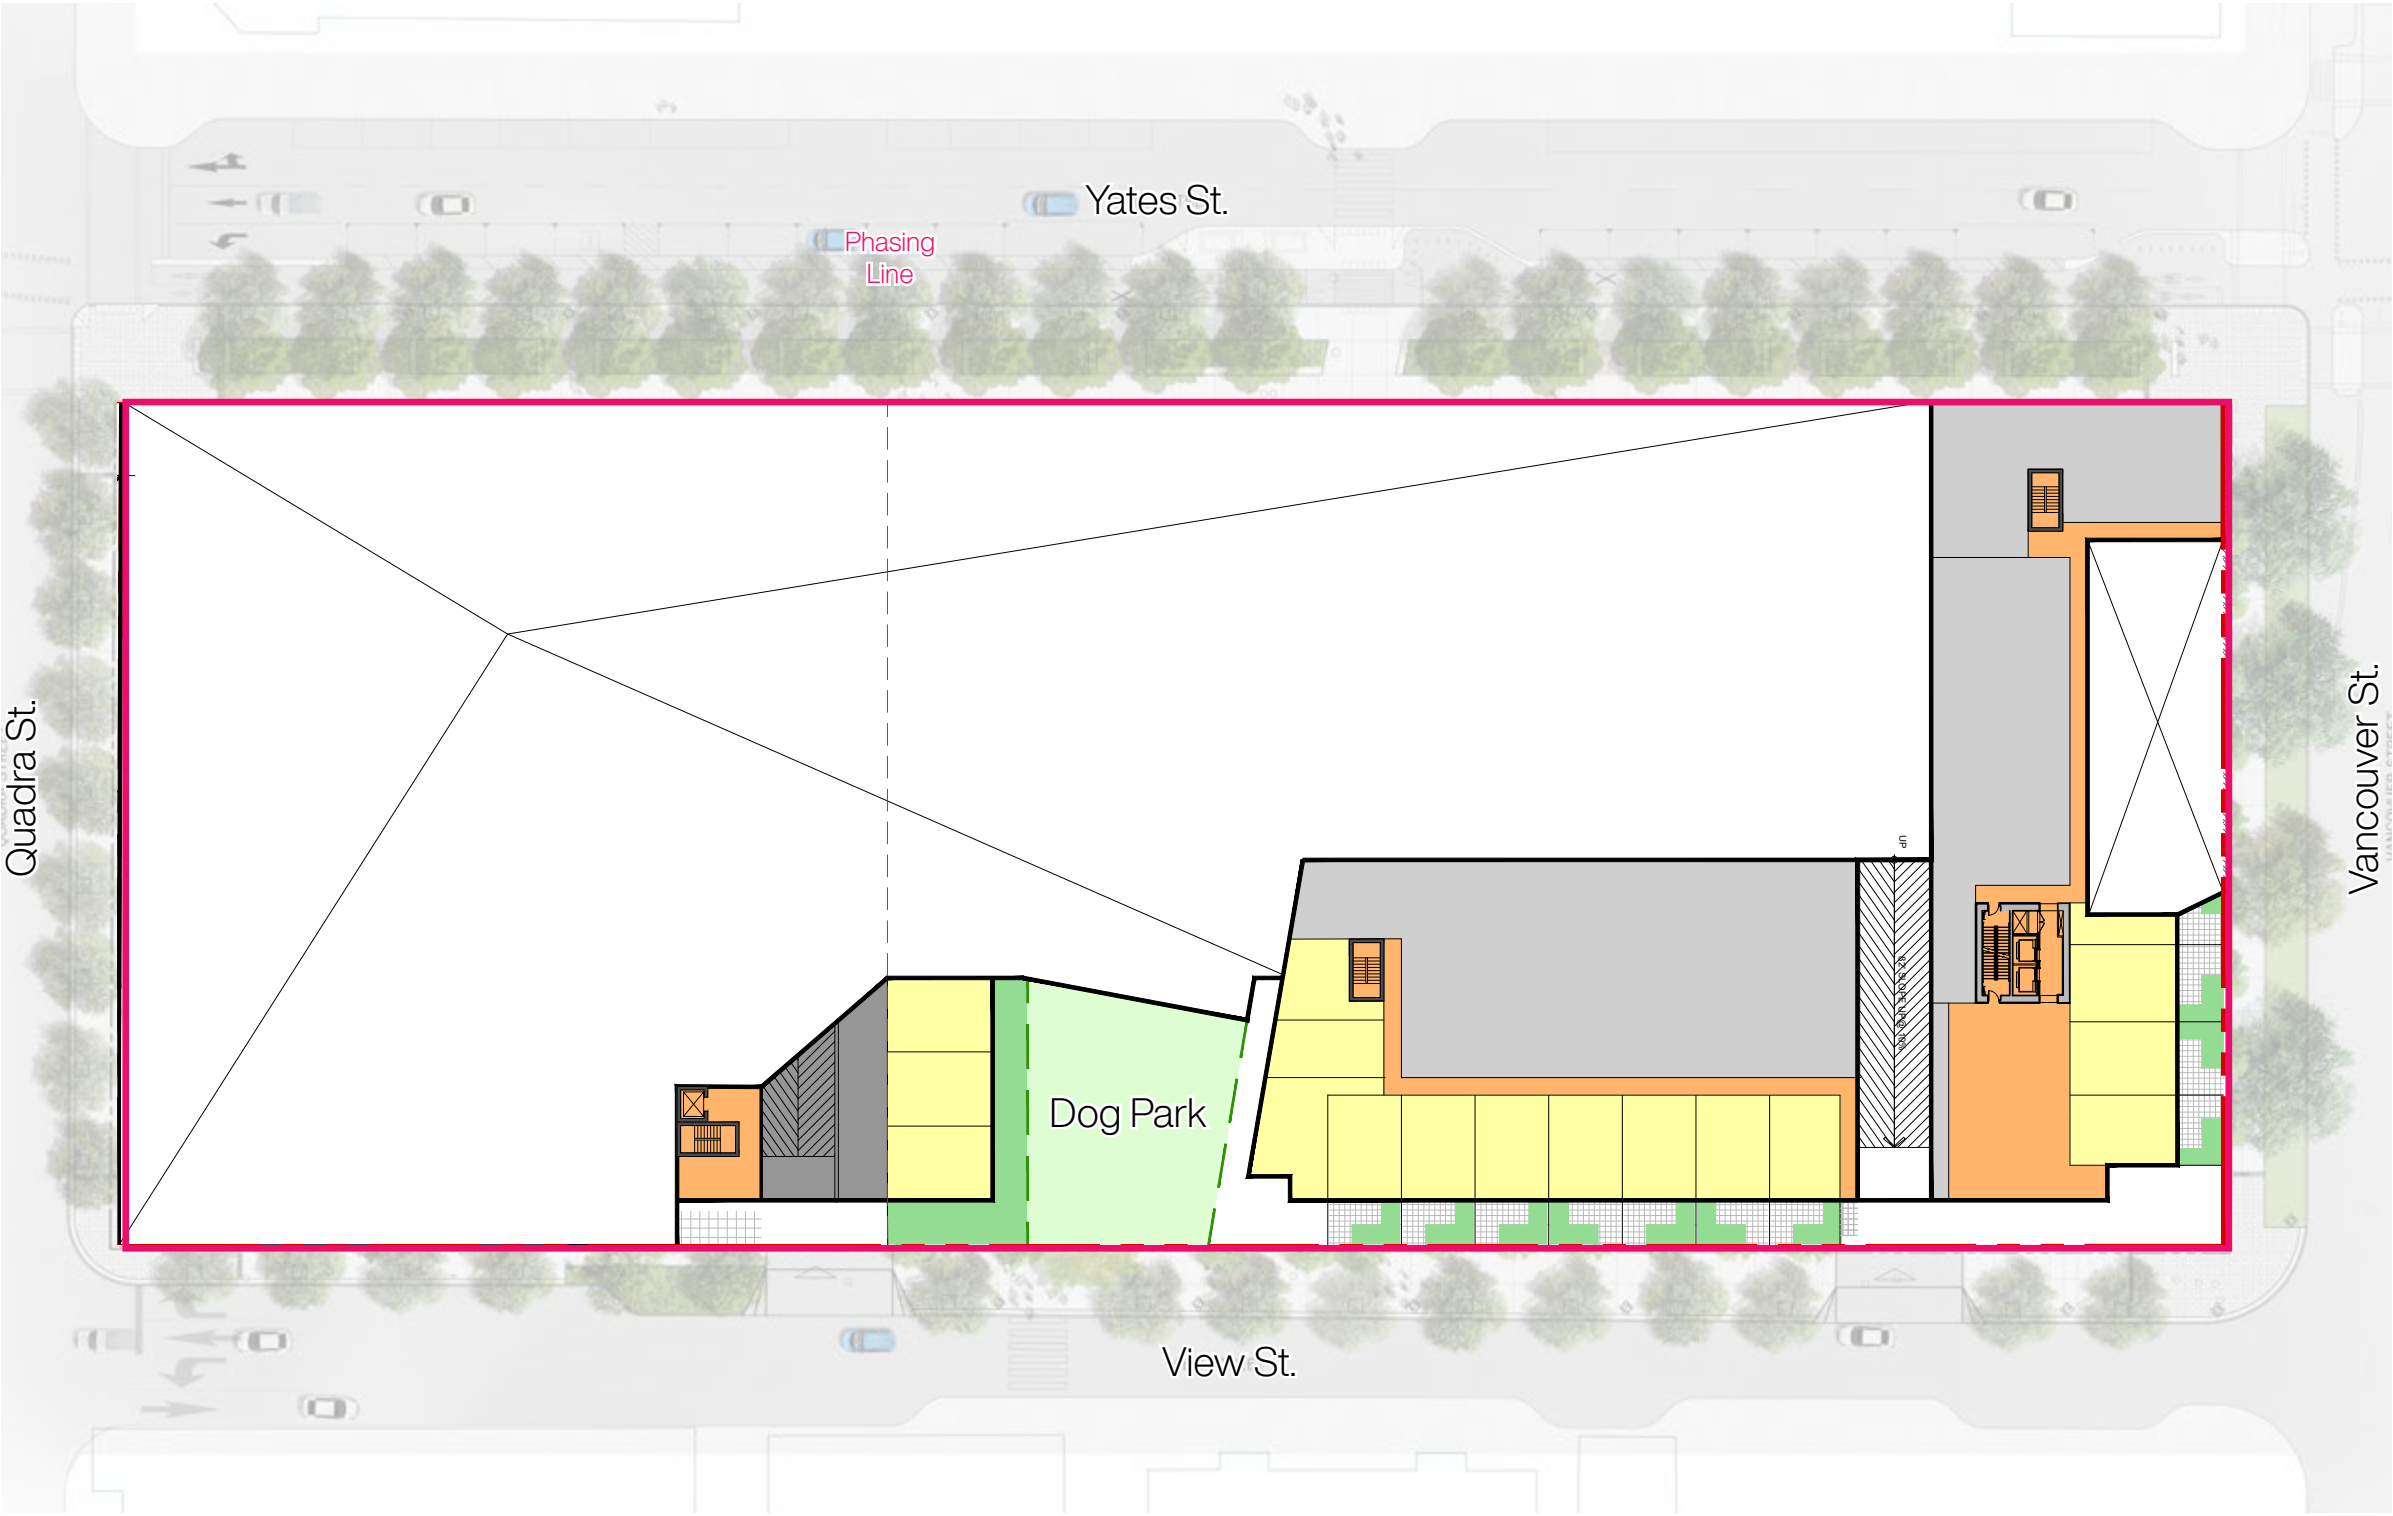 Yates St.
Phasing
Line
Quadra St.
Vancouver St.
UP
Dog Park
View St.